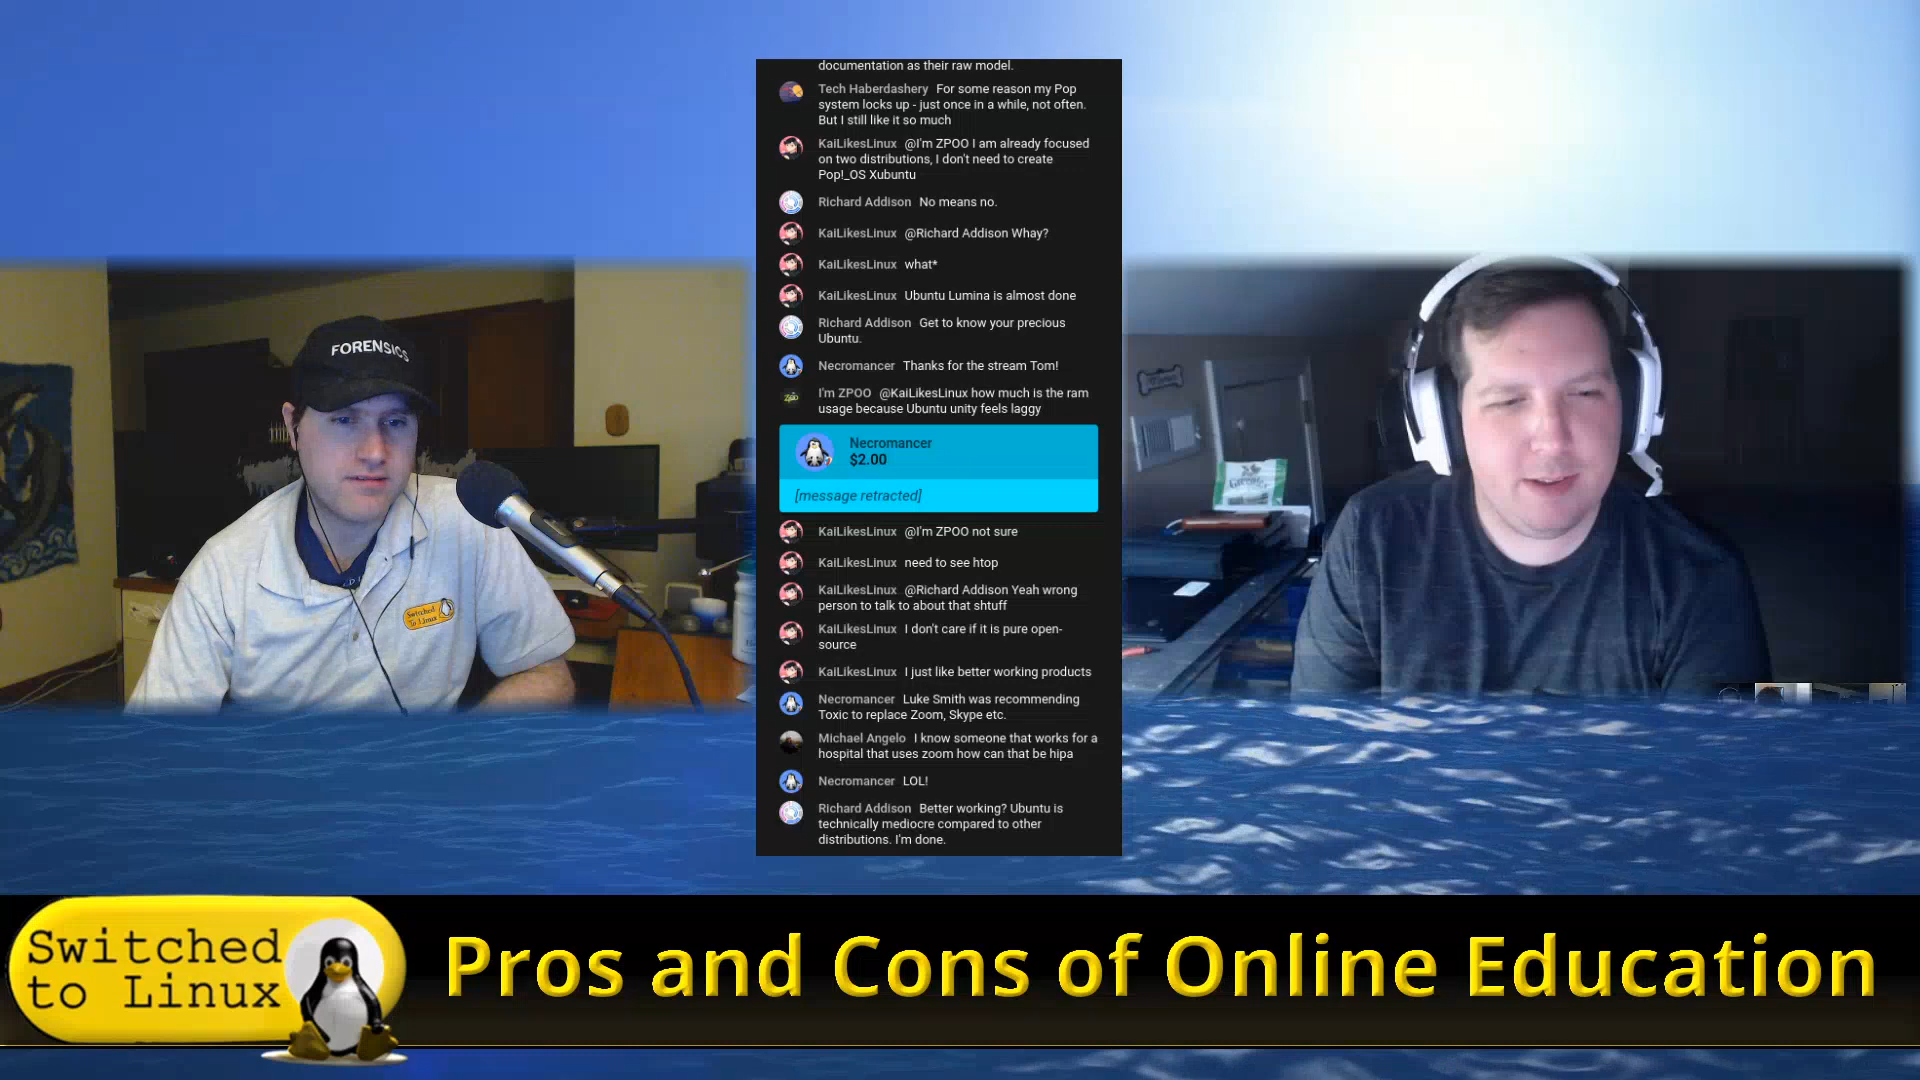 documentation as their raw model.
Tech Haberdashery For some reason my Pop
system locks up - just once in a while, not often.
But I still like it so much
KaiLikesLinux @I'm ZPOO I am already focused
on two distributions, I don't need to create
Pop!_OS Xubuntu
Richard Addison No means no.
KaiLikesLinux @Richard Addison Whay?
KaiLikesLinux what*
KaiLikesLinux Ubuntu Lumina is almost done
Richard Addison Get to know your precious
Ubuntu.
Necromancer Thanks for the stream Tom!
I'm ZPOO @KaiLikesLinux how much is the ram
usage because Ubuntu unity feels laggy
Necromancer
$2.00
[message retracted]
KaiLikesLinux @I'm ZPOO not sure
KaiLikesLinux need to see htop
KaiLikesLinux @Richard Addison Yeah wrong
person to talk to about that shtuff
KaiLikesLinux I don't care if it is pure open-
source
KaiLikesLinux I just like better working products
Necromancer Luke Smith was recommending
Toxic to replace Zoom, Skype etc.
Michael Angelo I know someone that works for a
hospital that uses zoom how can that be hipa
Necromancer LOL!
Richard Addison Better working? Ubuntu is
technically mediocre compared to other
distributions. I'm done.
FORENSICS
Switched
To Linux
Greenies
Switched
to Linux
Pros and Cons of Online Education